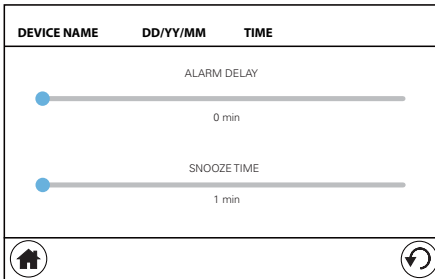 DEVICE NAME DD/YY/MM TIME
ALARM DELAY
0 min
SNOOZE TIME
1 min